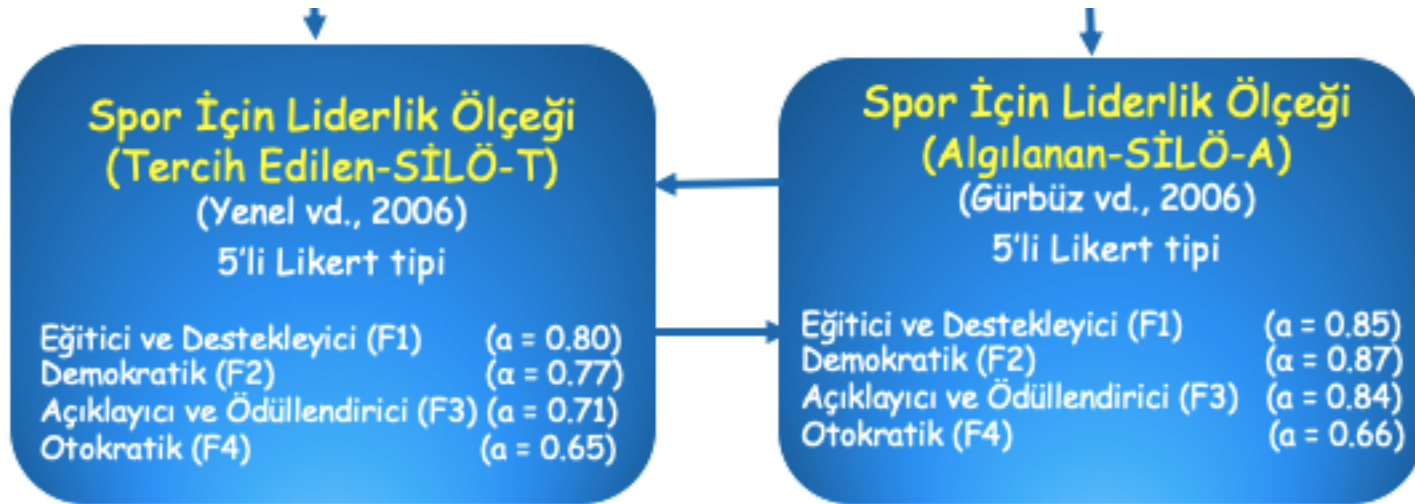 Spor İçin Liderlik Ölçeği
(Tercih Edilen-SİLÖ-T)
(Yenel vd., 2006)
5'li Likert tipi
Eğitici ve Destekleyici (F1) (α = 0.80)
Demokratik (F2) (α = 0.77)
Açıklayıcı ve Ödüllendirici (F3) (α = 0.71)
Otokratik (F4) (α = 0.65)
Spor İçin Liderlik Ölçeği
(Algılanan-SİLÖ-A)
(Gürbüz vd., 2006)
5'li Likert tipi
Eğitici ve Destekleyici (F1) (α = 0.85)
Demokratik (F2) (α = 0.87)
Açıklayıcı ve Ödüllendirici (F3) (α = 0.84)
Otokratik (F4) (α = 0.66)